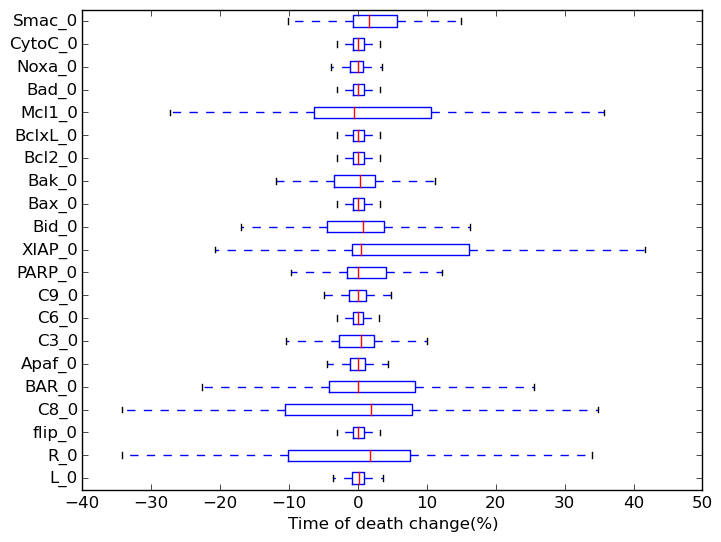 Smac_0
CytoC_0
Noxa_0
Bad_0
Mcl1_0
BclxL_0
Bcl2_0
Bak_0
Bax_0
Bid_0
XIAP_0
PARP_0
C9_0
C6_0
C3_0
Apaf_0
BAR_0
C8_0
flip_0
R_0
L_0
−40 −30 −20 −10 0 10 20 30 40 50
Time of death change(%)